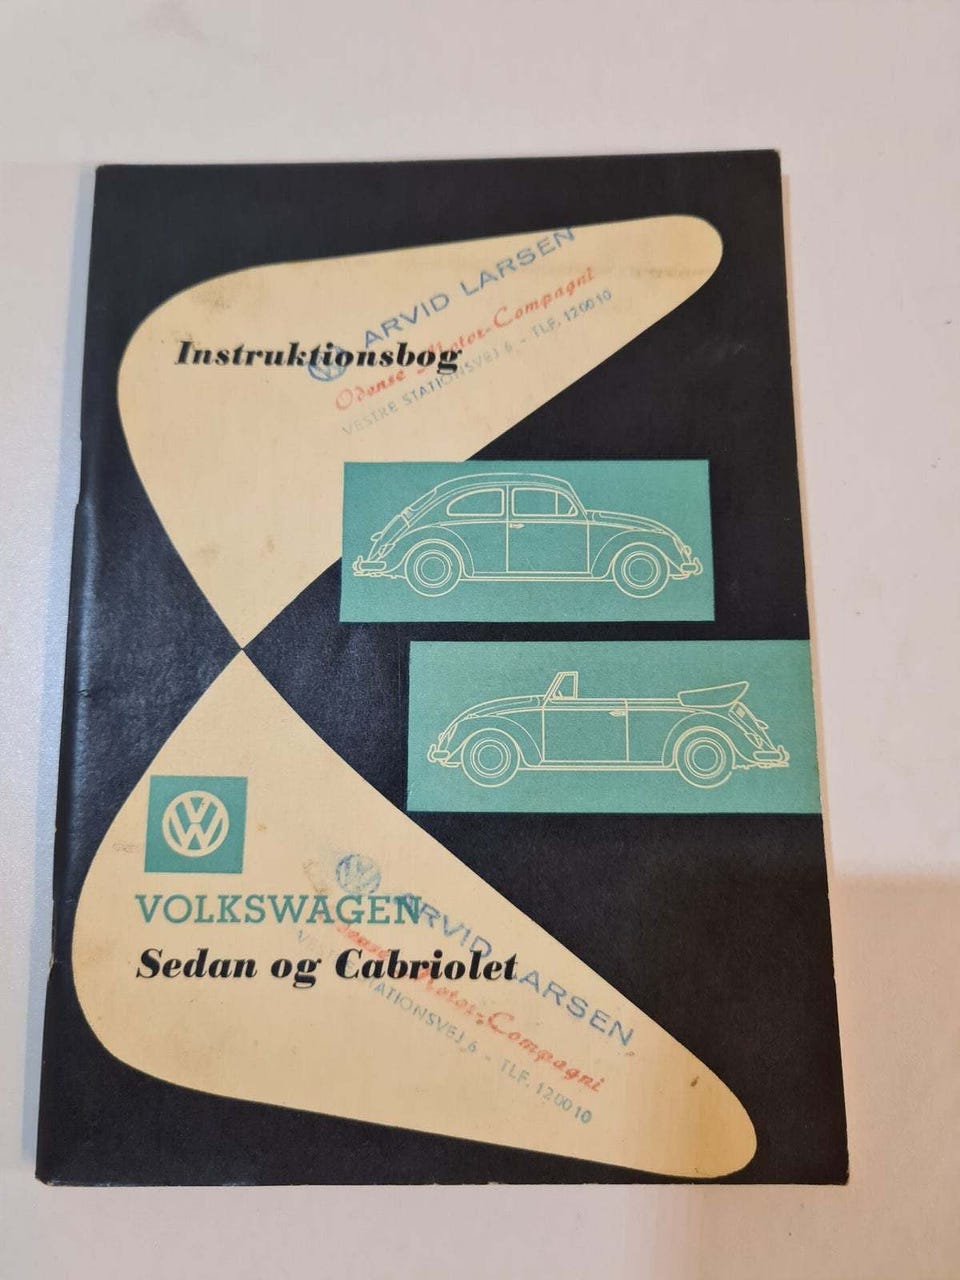 ARVID LARSEN
Odense Motor-Compagni
VESTRE STATIONSVEJ 6 - TLF. 120010
Instruktionsbog
VW
VOLKSWAGEN
Sedan og Cabriolet
ARVID LARSEN
Odense Motor-Compagni
VESTRE STATIONSVEJ 6 - TLF. 120010